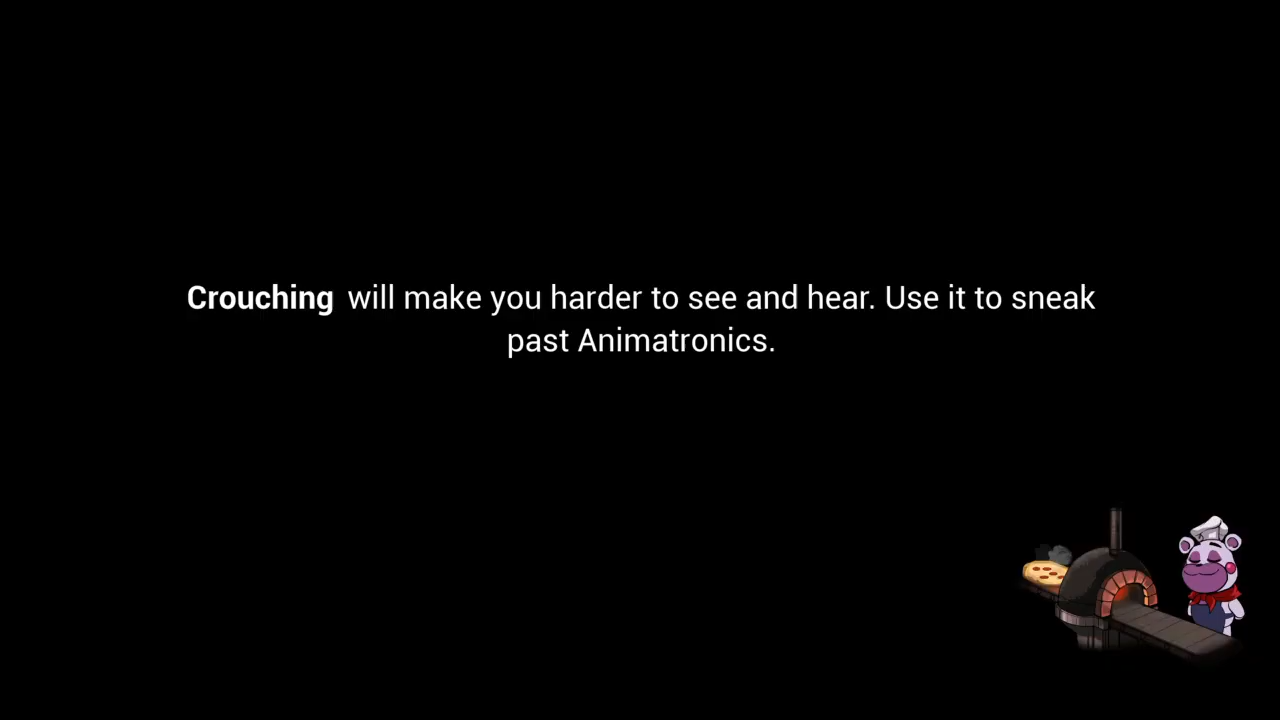 Crouching will make you harder to see and hear. Use it to sneak
past Animatronics.